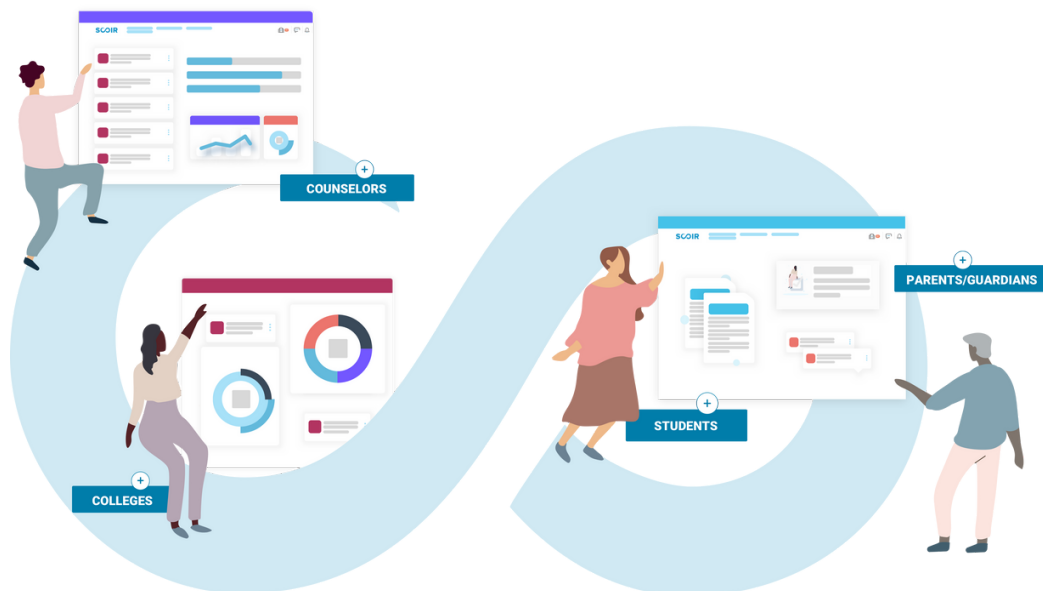 SCOIR
COUNSELORS
SCOIR
PARENTS/GUARDIANS
STUDENTS
COLLEGES